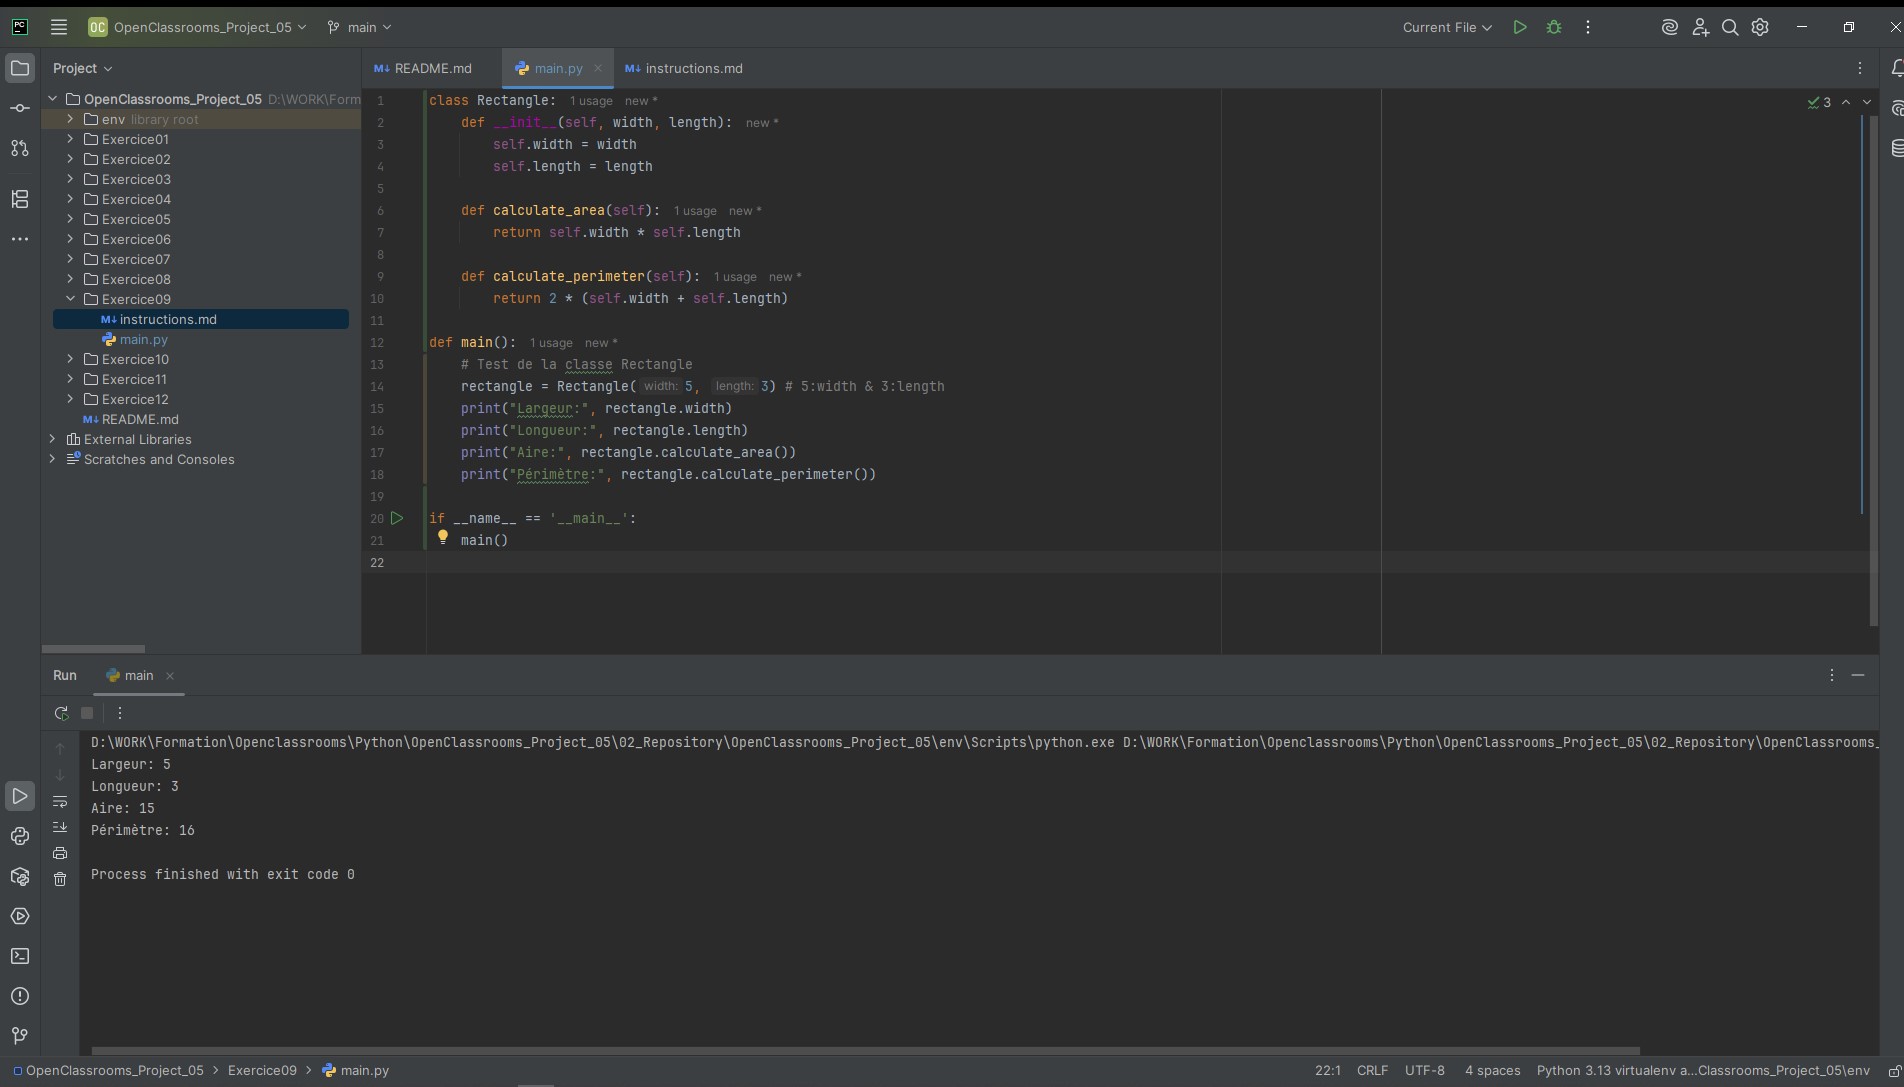 PC
OC OpenClassrooms_Project_05 main Current File
Project
README.md main.py instructions.md
OpenClassrooms_Project_05 D:\WORK\Form
env library root
Exercice01
Exercice02
Exercice03
Exercice04
Exercice05
Exercice06
Exercice07
Exercice08
Exercice09
instructions.md
main.py
Exercice10
Exercice11
Exercice12
README.md
External Libraries
Scratches and Consoles
3
1 class Rectangle: 1 usage new *
2 def __init__(self, width, length): new *
3 self.width = width
4 self.length = length
5
6 def calculate_area(self): 1 usage new *
7 return self.width * self.length
8
9 def calculate_perimeter(self): 1 usage new *
10 return 2 * (self.width + self.length)
11
12 def main(): 1 usage new *
13 # Test de la classe Rectangle
14 rectangle = Rectangle( width: 5, length: 3) # 5:width & 3:length
15 print("Largeur:", rectangle.width)
16 print("Longueur:", rectangle.length)
17 print("Aire:", rectangle.calculate_area())
18 print("Périmètre:", rectangle.calculate_perimeter())
19
20 if __name__ == '__main__':
21 main()
22
Run main
D:\WORK\Formation\Openclassrooms\Python\OpenClassrooms_Project_05\02_Repository\OpenClassrooms_Project_05\env\Scripts\python.exe D:\WORK\Formation\Openclassrooms\Python\OpenClassrooms_Project_05\02_Repository\OpenClassrooms_
Largeur: 5
Longueur: 3
Aire: 15
Périmètre: 16
Process finished with exit code 0
OpenClassrooms_Project_05 > Exercice09 > main.py 22:1 CRLF UTF-8 4 spaces Python 3.13 virtualenv a...Classrooms_Project_05\env